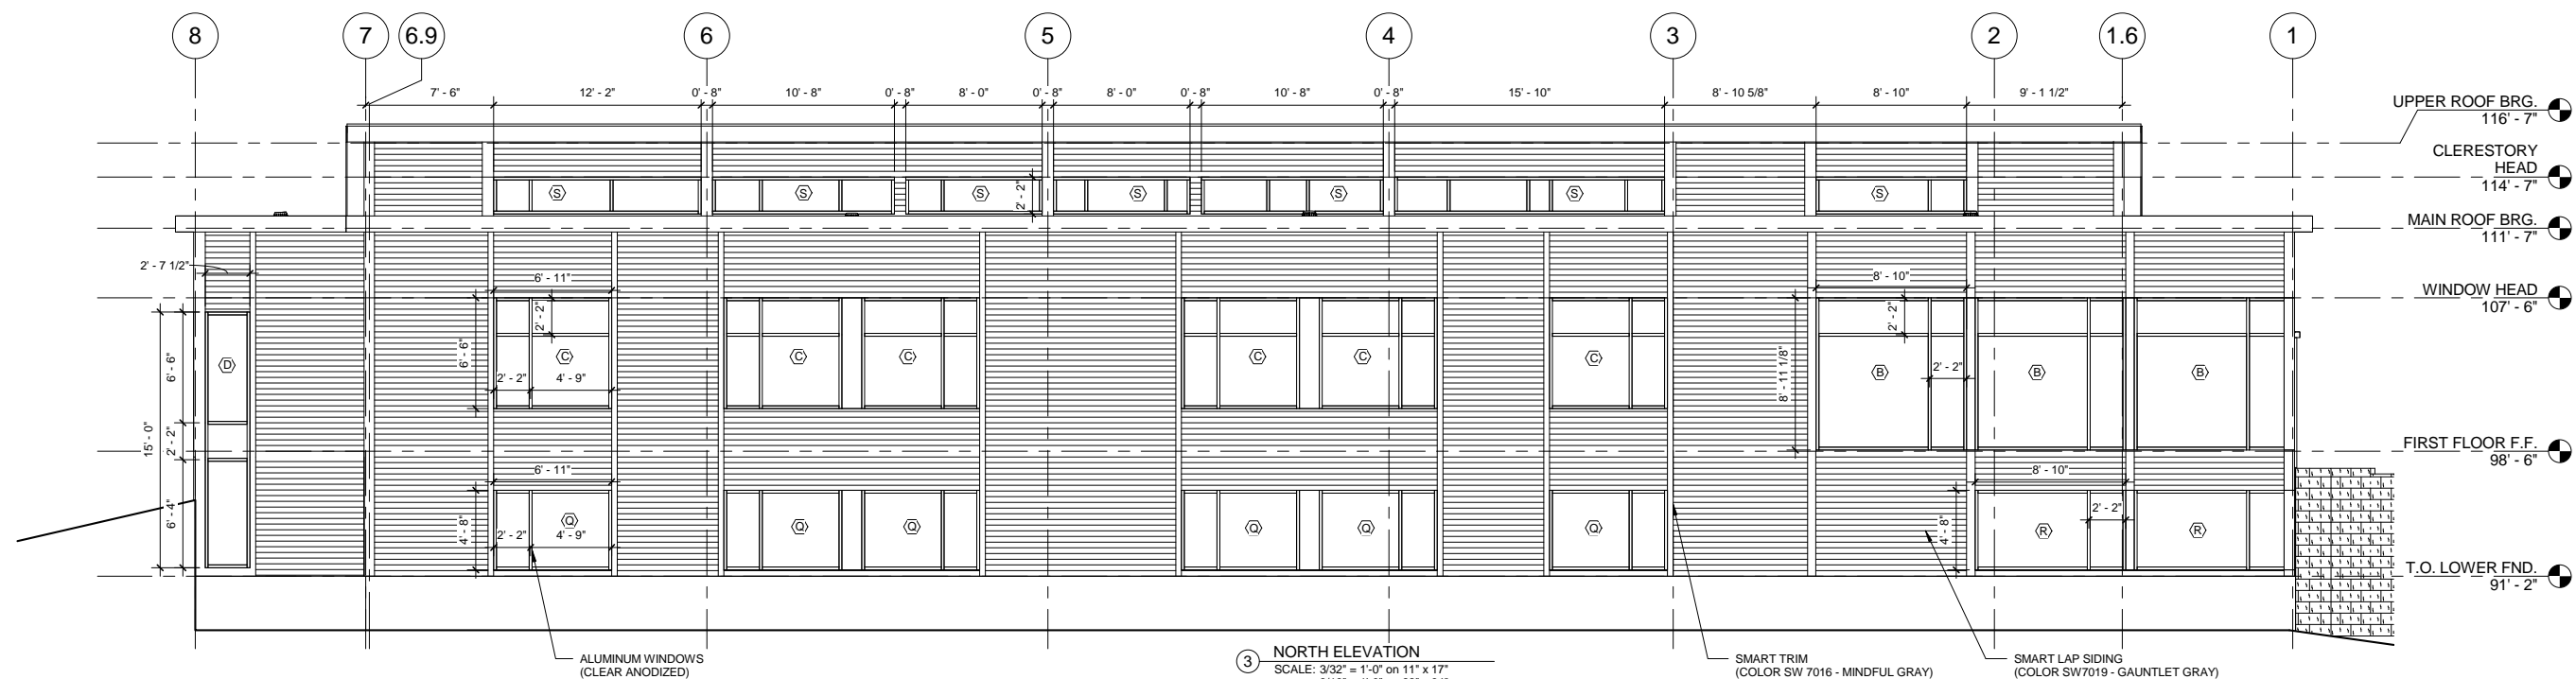 8 7 6.9 6 5 4 3 2 1.6 1
7' - 6" 12' - 2" 0' - 8" 10' - 8" 0' - 8" 8' - 0" 0' - 8" 8' - 0" 0' - 8" 10' - 8" 0' - 8" 15' - 10" 8' - 10 5/8" 8' - 10" 9' - 1 1/2"
UPPER ROOF BRG.
116' - 7"
CLERESTORY
HEAD
114' - 7"
S S S 2' - 2" S S S S
MAIN ROOF BRG.
111' - 7"
2' - 7 1/2"
6' - 11"
8' - 10"
WINDOW HEAD
107' - 6"
2' - 2"
2' - 2"
6' - 6"
6' - 6"
8' - 11 1/8"
D C C C C C C B B B
2' - 2" 4' - 9"
2' - 2"
15' - 0"
2' - 2"
FIRST FLOOR F.F.
98' - 6"
6' - 11"
8' - 10"
6' - 4"
4' - 8"
4' - 8"
2' - 2"
Q Q Q Q Q Q R R
2' - 2" 4' - 9"
T.O. LOWER FND.
91' - 2"
ALUMINUM WINDOWS
(CLEAR ANODIZED)
3 NORTH ELEVATION
SCALE: 3/32" = 1'-0" on 11" x 17"
SMART TRIM
(COLOR SW 7016 - MINDFUL GRAY)
SMART LAP SIDING
(COLOR SW7019 - GAUNTLET GRAY)